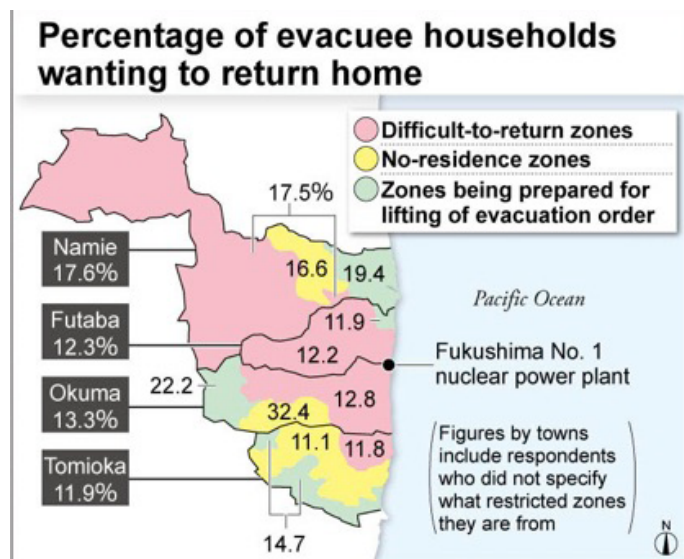 Percentage of evacuee households
wanting to return home
Difficult-to-return zones
No-residence zones
Zones being prepared for
lifting of evacuation order
17.5%
Namie
17.6%
16.6
19.4
Pacific Ocean
Futaba
12.3%
11.9
12.2
Fukushima No. 1
nuclear power plant
22.2
Okuma
13.3%
12.8
32.4
11.1
11.8
Tomioka
11.9%
14.7
Figures by towns
include respondents
who did not specify
what restricted zones
they are from
N